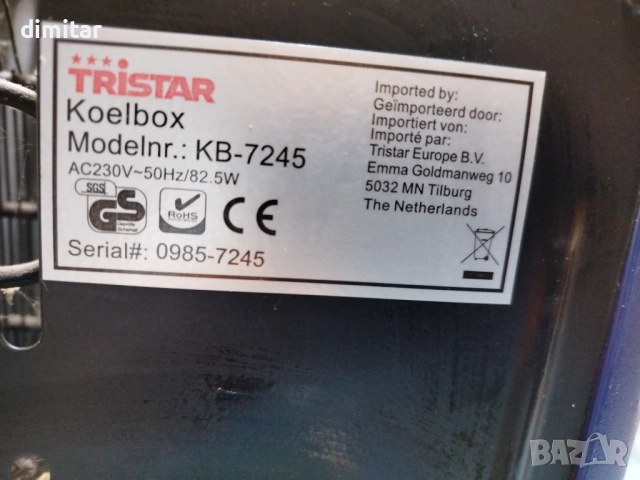 dimitar
TRISTAR
Koelbox
Modelnr.: KB-7245
AC230V~50Hz/82.5W
SGS
GS
RoHS
CE
Serial#: 0985-7245
Imported by:
Geïmporteerd door:
Importiert von:
Importé par:
Tristar Europe B.V.
Emma Goldmanweg 10
5032 MN Tilburg
The Netherlands
BAZAR